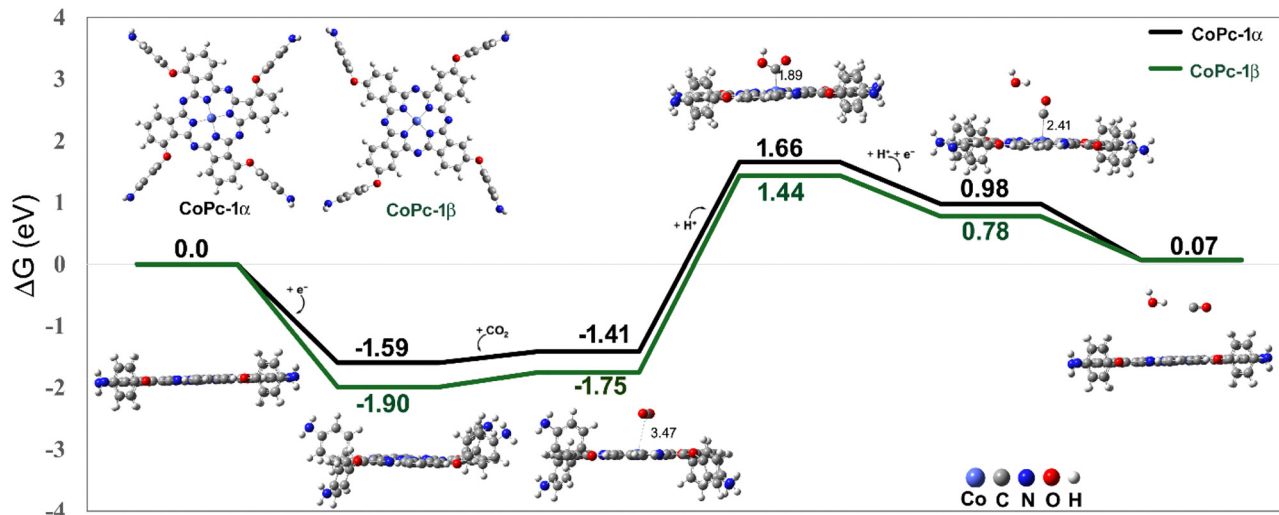 4
3
2
1
0
-1
-2
-3
-4
ΔG (eV)
CoPc-1α
CoPc-1β
CoPc-1α
CoPc-1β
0.0
+ e⁻
-1.59
-1.90
+ CO₂
-1.41
-1.75
3.47
+ H⁺
1.89
1.66
1.44
+ H⁺ + e⁻
2.41
0.98
0.78
0.07
Co C N O H